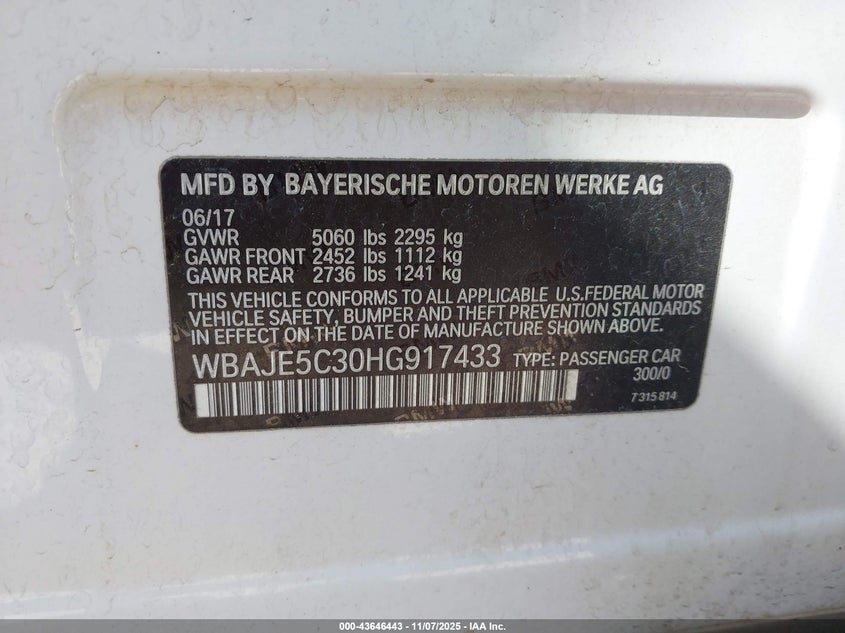 MFD BY BAYERISCHE MOTOREN WERKE AG
06/17
GVWR 5060 lbs 2295 kg
GAWR FRONT 2452 lbs 1112 kg
GAWR REAR 2736 lbs 1241 kg
THIS VEHICLE CONFORMS TO ALL APPLICABLE U.S.FEDERAL MOTOR
VEHICLE SAFETY, BUMPER AND THEFT PREVENTION STANDARDS
IN EFFECT ON THE DATE OF MANUFACTURE SHOWN ABOVE.
WBAJE5C30HG917433 TYPE: PASSENGER CAR
300/0
7 315 814
000-43646443 - 11/07/2025 - IAA Inc.